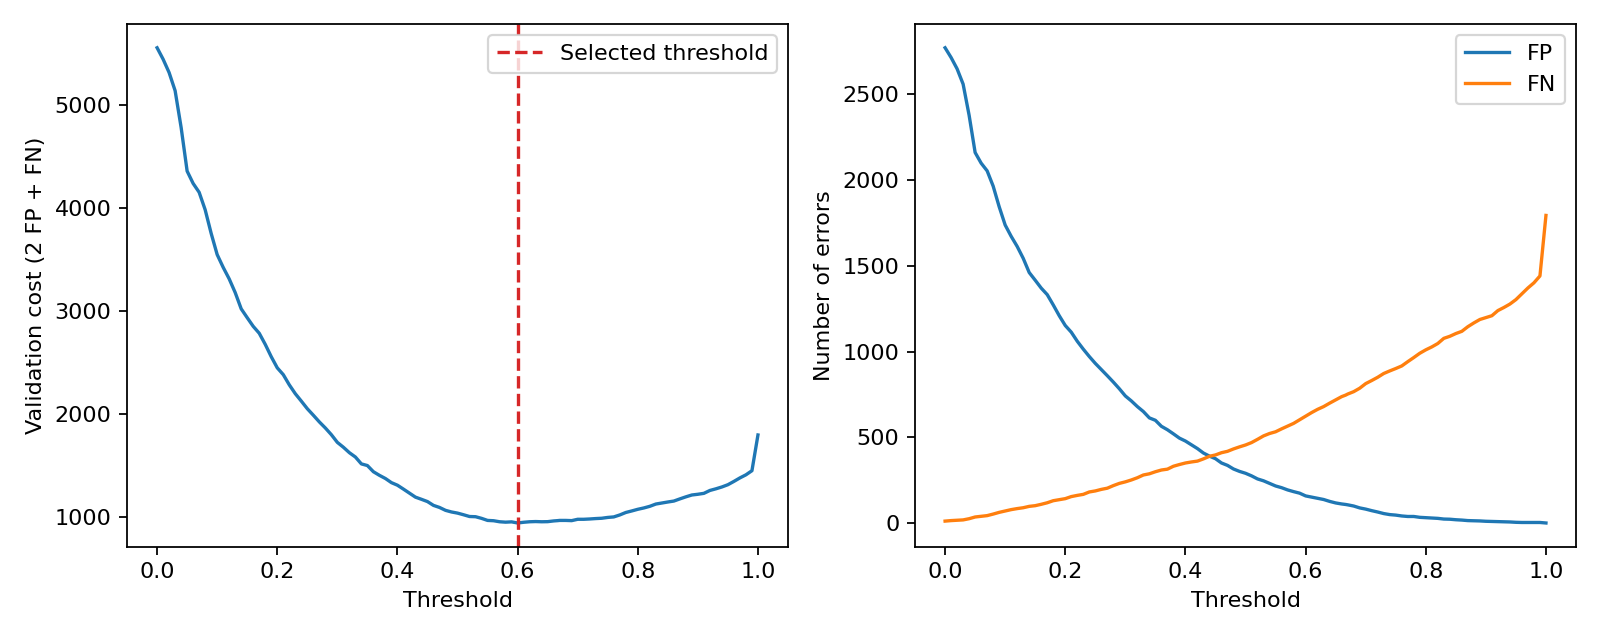 Validation cost (2 FP + FN)
5000
4000
3000
2000
1000
0.0 0.2 0.4 0.6 0.8 1.0
Threshold
Selected threshold
Number of errors
2500
2000
1500
1000
500
0
0.0 0.2 0.4 0.6 0.8 1.0
Threshold
FP
FN